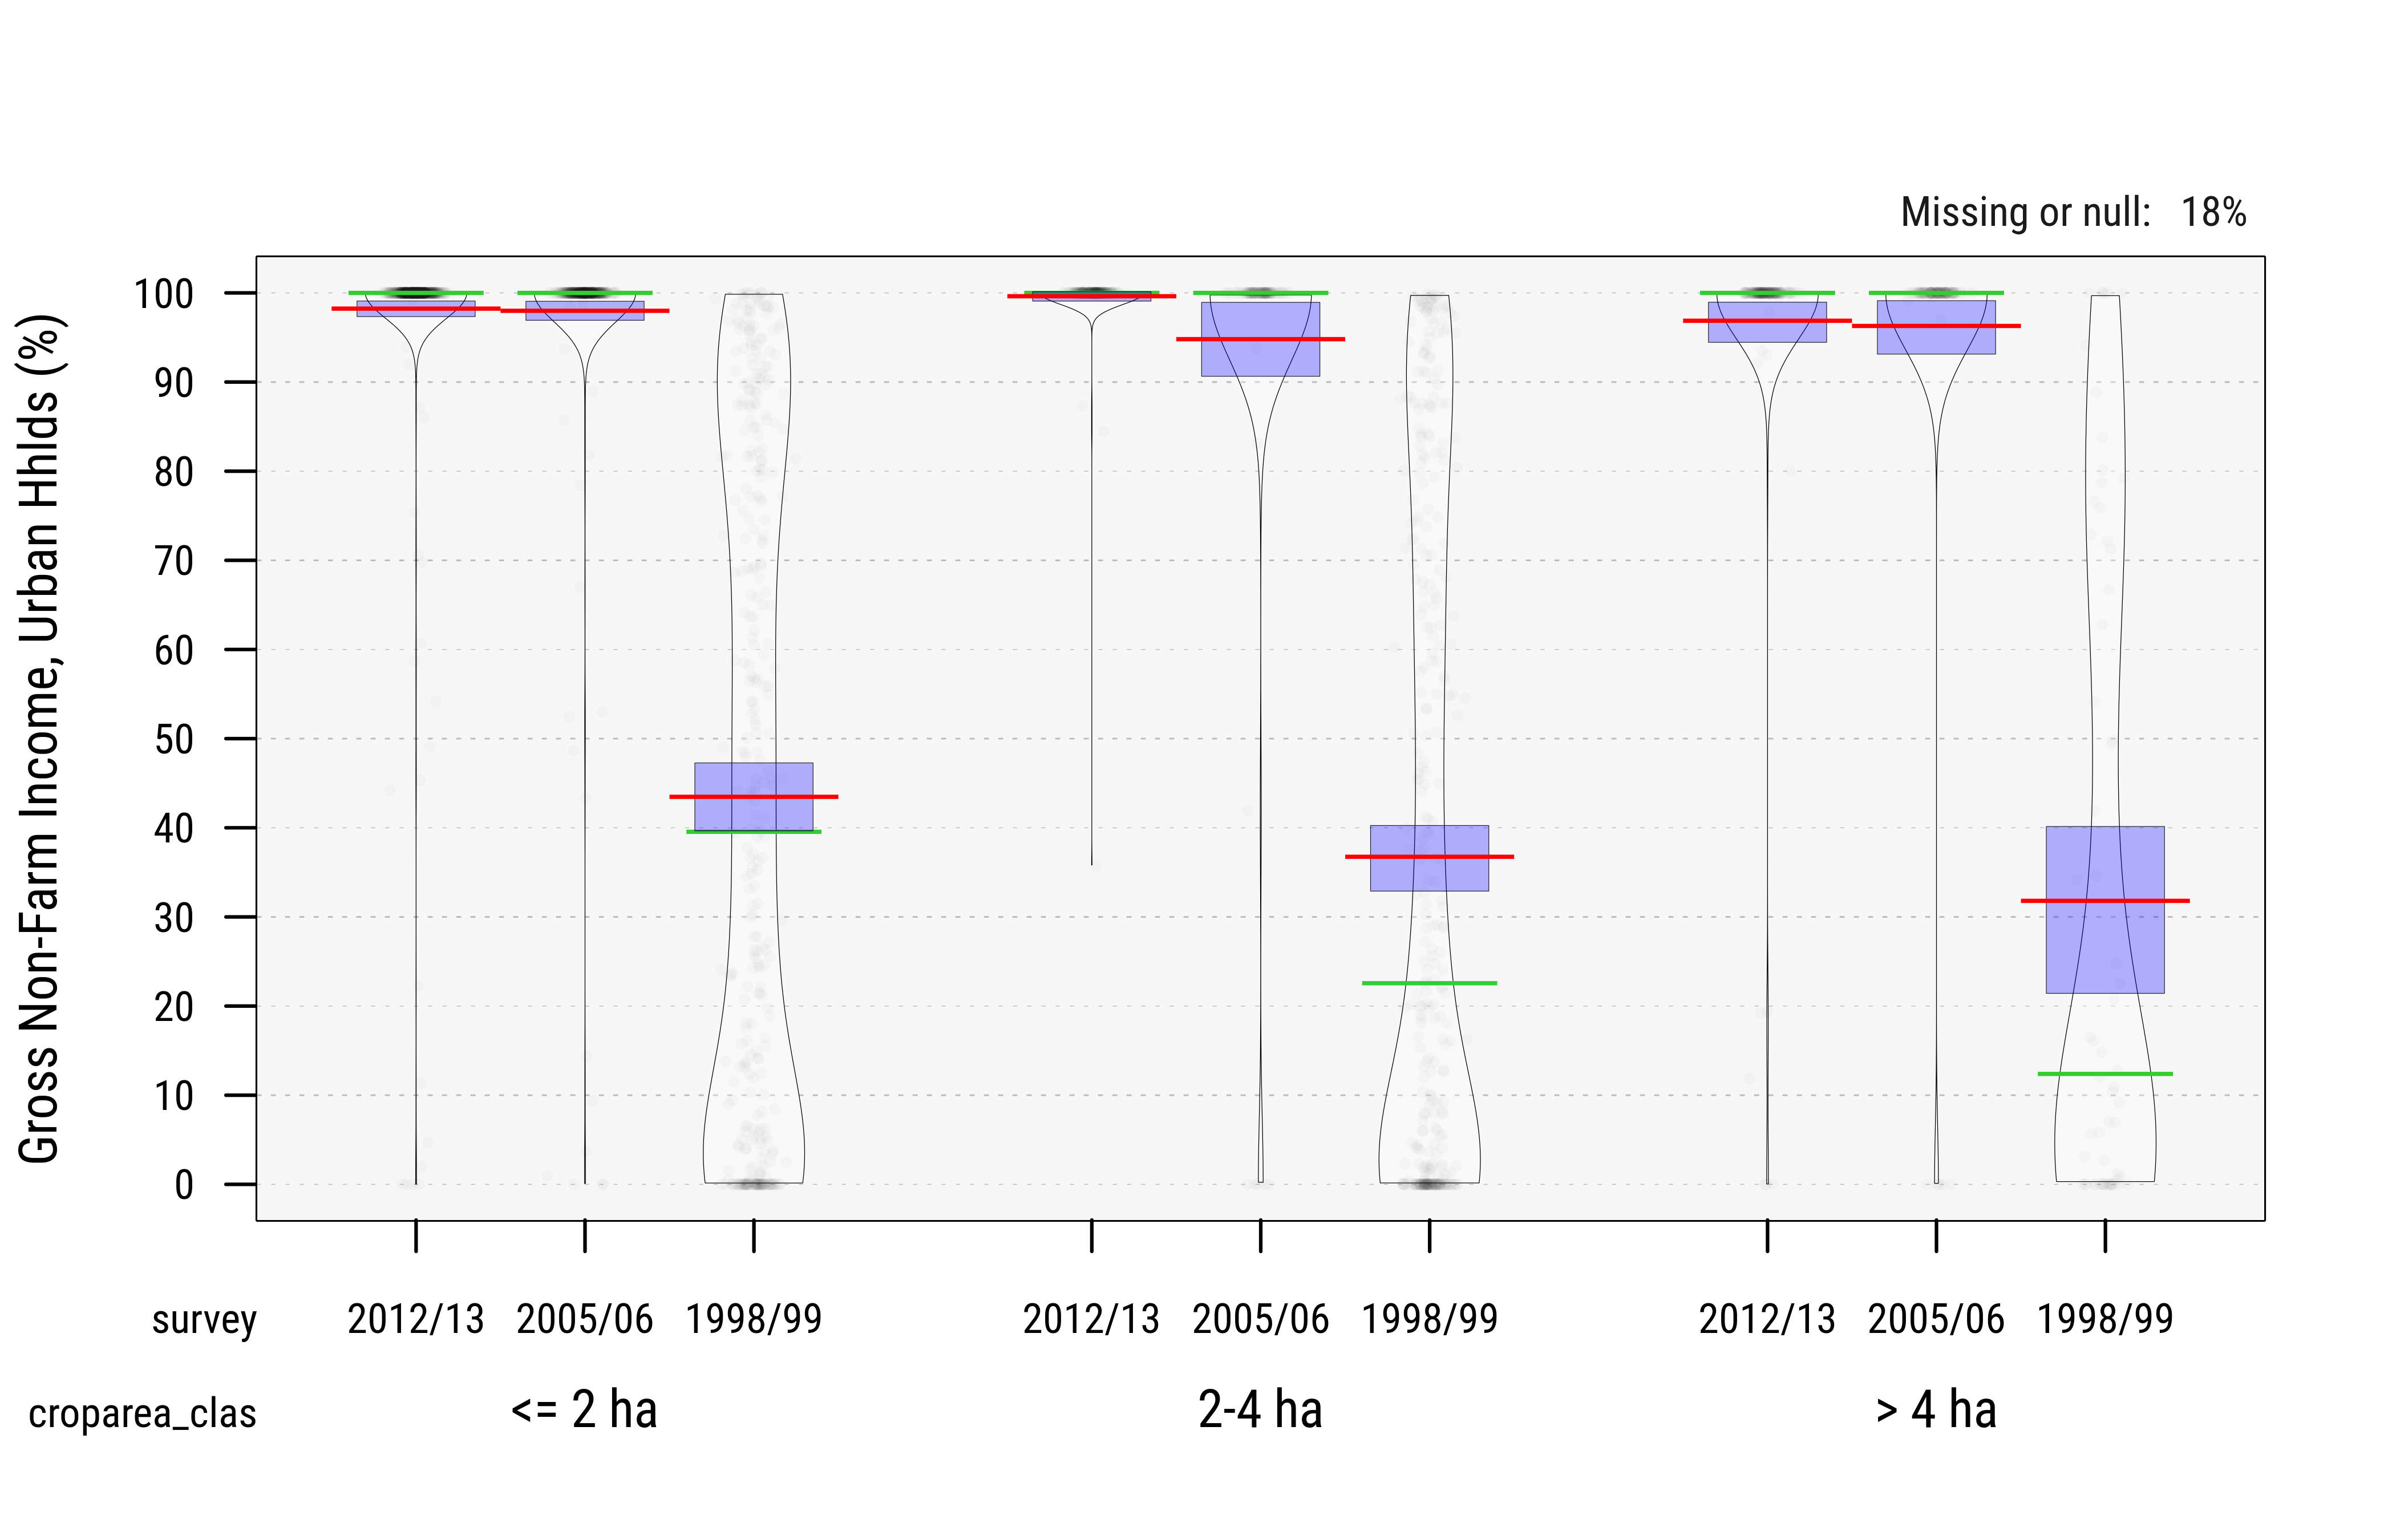 Missing or null: 18%
Gross Non-Farm Income, Urban Hhlds (%)
100
90
80
70
60
50
40
30
20
10
0
survey 2012/13 2005/06 1998/99 2012/13 2005/06 1998/99 2012/13 2005/06 1998/99
croparea_clas <= 2 ha 2-4 ha > 4 ha